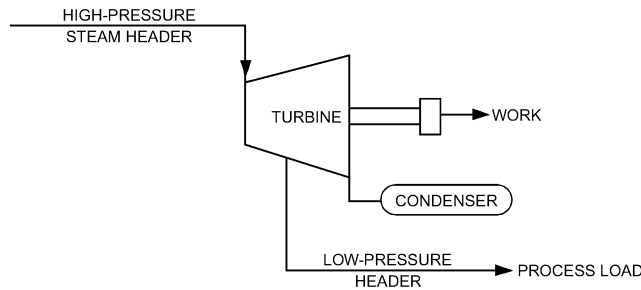 HIGH-PRESSURE
STEAM HEADER
TURBINE
WORK
CONDENSER
LOW-PRESSURE
HEADER
PROCESS LOAD